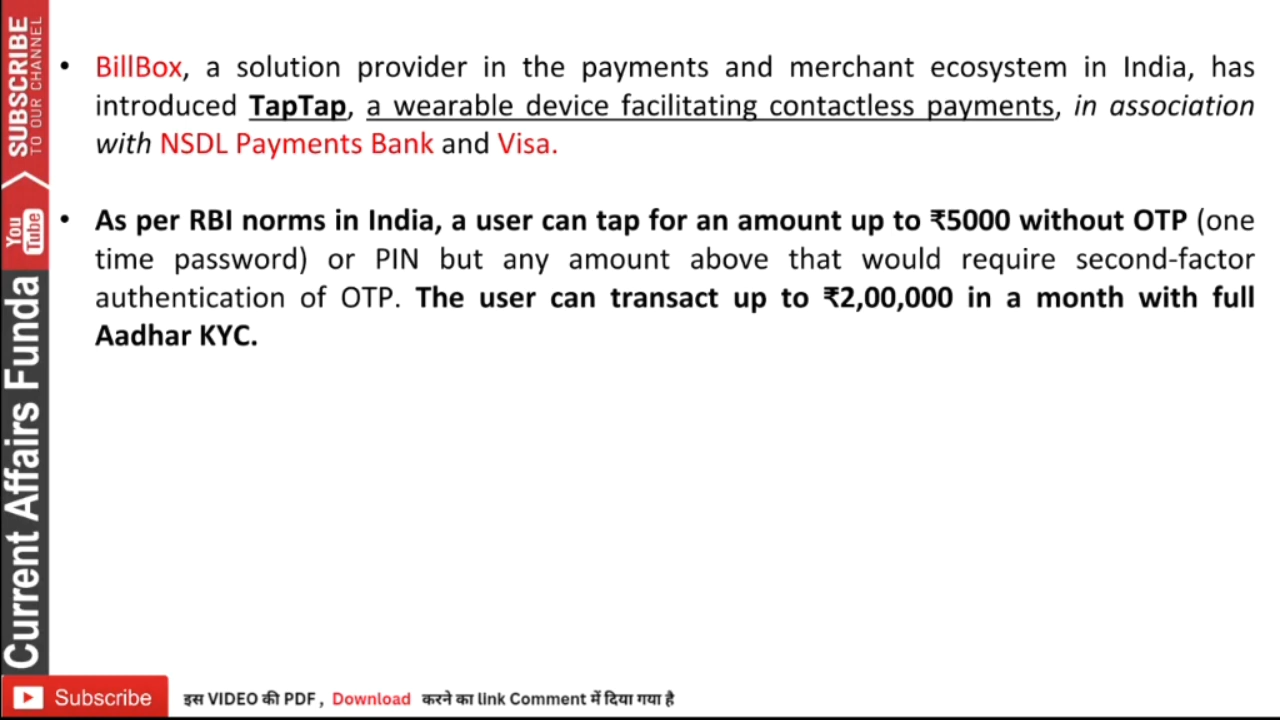 SUBSCRIBE
TO OUR CHANNEL
You
Tube
Current Affairs Funda
• BillBox, a solution provider in the payments and merchant ecosystem in India, has
introduced TapTap, a wearable device facilitating contactless payments, in association
with NSDL Payments Bank and Visa.
• As per RBI norms in India, a user can tap for an amount up to ₹5000 without OTP (one
time password) or PIN but any amount above that would require second-factor
authentication of OTP. The user can transact up to ₹2,00,000 in a month with full
Aadhar KYC.
Subscribe
इस VIDEO की PDF , Download करने का link Comment में दिया गया है